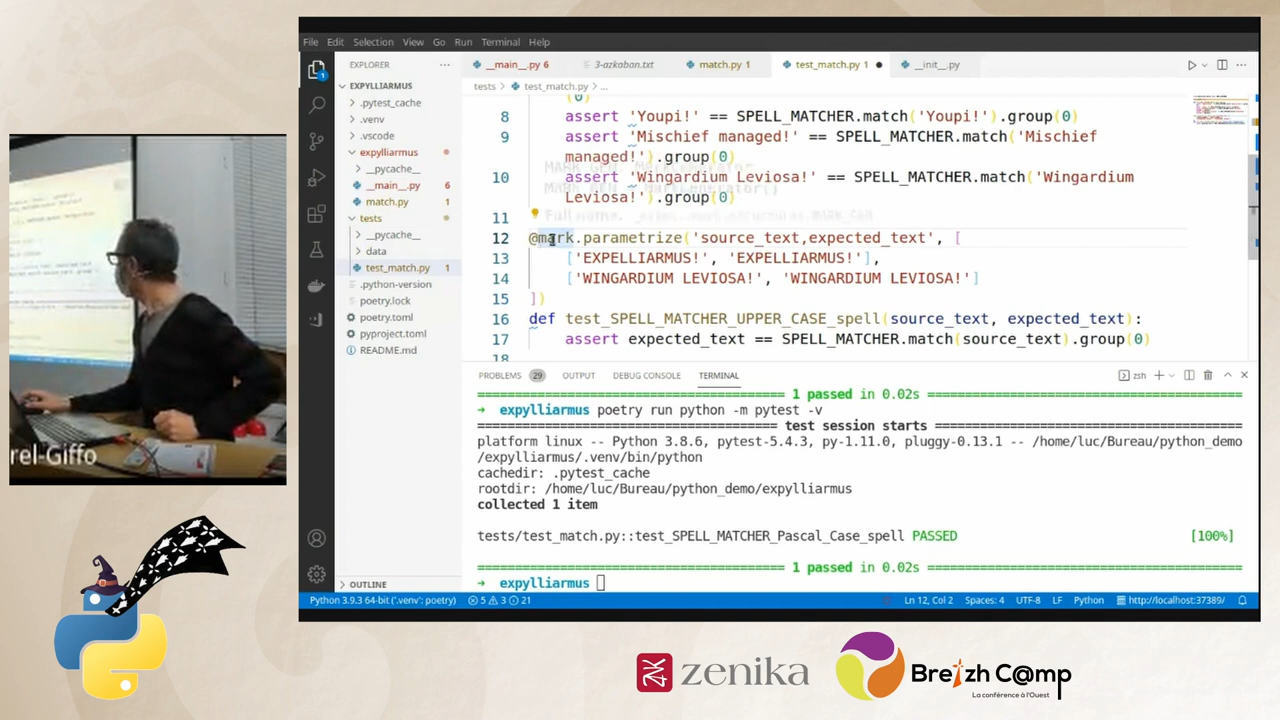 File Edit Selection View Go Run Terminal Help
EXPLORER
EXPYLLIARMUS
.pytest_cache
.venv
.vscode
expylliarmus
__pycache__
__main__.py 6
match.py 1
tests
__pycache__
data
test_match.py 1
.python-version
poetry.lock
poetry.toml
pyproject.toml
README.md
OUTLINE
__main__.py 6 3-azkaban.txt match.py 1 test_match.py 1 __init__.py
tests > test_match.py > ...
(0)
8 assert 'Youpi!' == SPELL_MATCHER.match('Youpi!').group(0)
9 assert 'Mischief managed!' == SPELL_MATCHER.match('Mischief
managed!').group(0)
10 assert 'Wingardium Leviosa!' == SPELL_MATCHER.match('Wingardium
Leviosa!').group(0)
11
12 @mark.parametrize('source_text,expected_text', [
13 ['EXPELLIARMUS!', 'EXPELLIARMUS!'],
14 ['WINGARDIUM LEVIOSA!', 'WINGARDIUM LEVIOSA!']
15 ])
16 def test_SPELL_MATCHER_UPPER_CASE_spell(source_text, expected_text):
17 assert expected_text == SPELL_MATCHER.match(source_text).group(0)
18
PROBLEMS 29 OUTPUT DEBUG CONSOLE TERMINAL zsh
1 passed in 0.02s
➜ expylliarmus poetry run python -m pytest -v
test session starts
platform linux -- Python 3.8.6, pytest-5.4.3, py-1.11.0, pluggy-0.13.1 -- /home/luc/Bureau/python_demo
/expylliarmus/.venv/bin/python
cachedir: .pytest_cache
rootdir: /home/luc/Bureau/python_demo/expylliarmus
collected 1 item
tests/test_match.py::test_SPELL_MATCHER_Pascal_Case_spell PASSED [100%]
1 passed in 0.02s
➜ expylliarmus
Python 3.9.3 64-bit ('.venv': poetry) 5 3 21 Ln 12, Col 2 Spaces: 4 UTF-8 LF Python http://localhost:37389/
rel-Giffo
zenika
Breizh C@mp
La conférence à l'Ouest